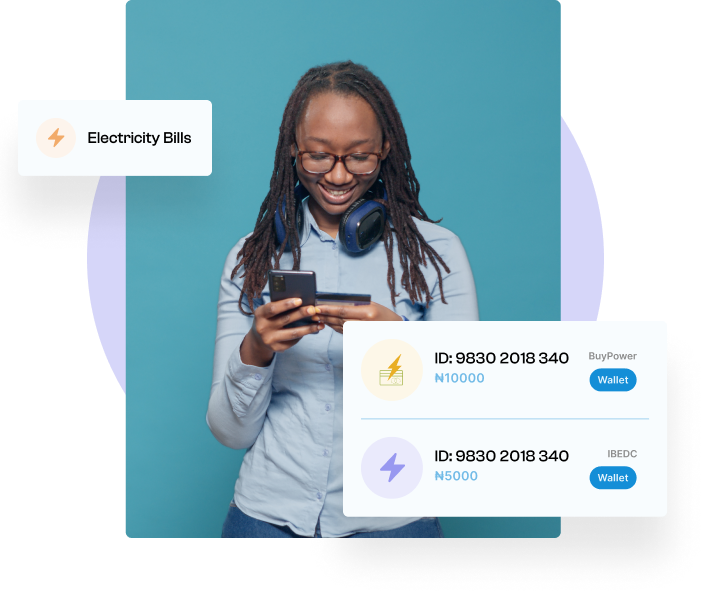 Electricity Bills
ID: 9830 2018 340
BuyPower
₦10000
Wallet
ID: 9830 2018 340
IBEDC
₦5000
Wallet